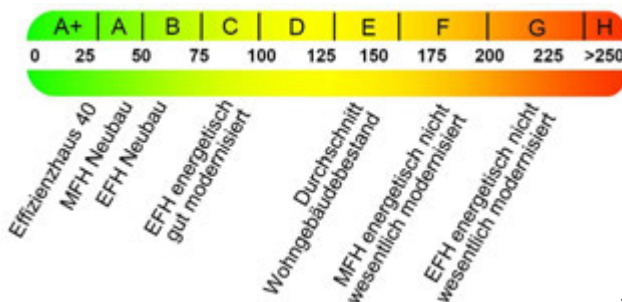 A+ A B C D E F G H
0 25 50 75 100 125 150 175 200 225 >250
Effizienzhaus 40
MFH Neubau
EFH Neubau
EFH energetisch
gut modernisiert
Durchschnitt
Wohngebäudebestand
MFH energetisch nicht
wesentlich modernisiert
EFH energetisch nicht
wesentlich modernisiert